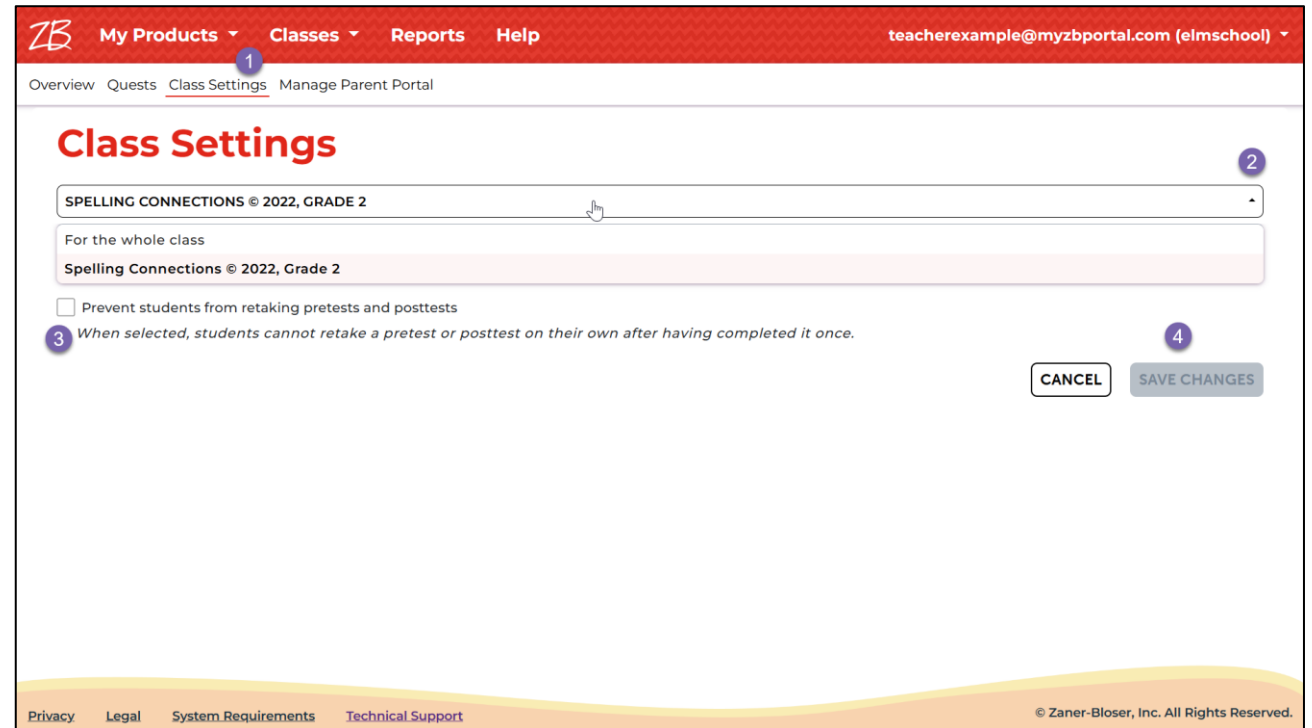 ZB My Products Classes Reports Help teacherexample@myzbportal.com (elmschool)
1
Overview Quests Class Settings Manage Parent Portal
Class Settings
2
SPELLING CONNECTIONS © 2022, GRADE 2
For the whole class
Spelling Connections © 2022, Grade 2
Prevent students from retaking pretests and posttests
3 When selected, students cannot retake a pretest or posttest on their own after having completed it once.
4
CANCEL SAVE CHANGES
Privacy Legal System Requirements Technical Support © Zaner-Bloser, Inc. All Rights Reserved.